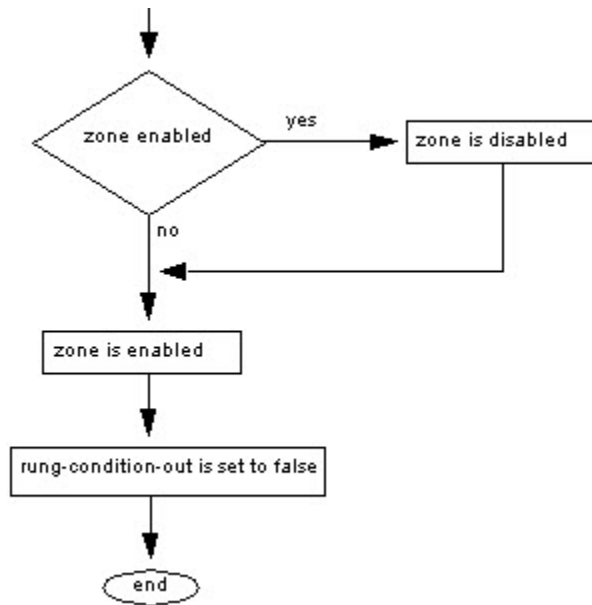 zone enabled
yes
zone is disabled
no
zone is enabled
rung-condition-out is set to false
end